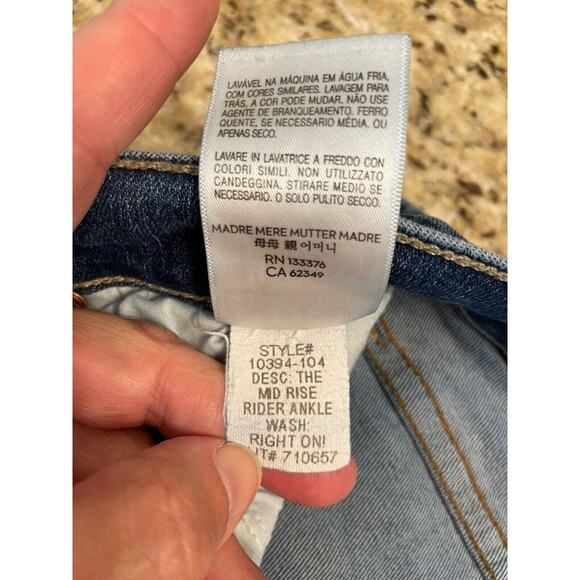 LAVÁVEL NA MÁQUINA EM ÁGUA FRIA,
COM CORES SIMILARES. LAVAGEM PARA
TRÁS, A COR PODE MUDAR. NÃO USE
AGENTE DE BRANQUEAMENTO. FERRO
QUENTE, SE NECESSARIO MÉDIA. OU
APENAS SECO.
LAVARE IN LAVATRICE A FREDDO CON
COLORI SIMILI. NON UTILIZZARE
CANDEGGINA. STIRARE MEDIO SE
NECESSARIO. O SOLO PULITO SECCO.
MADRE MERE MUTTER MADRE
母母 親 어머니
RN 133376
CA 62349
STYLE#
10394-104
DESC: THE
MID RISE
RIDER ANKLE
WASH:
RIGHT ON!
# 710657